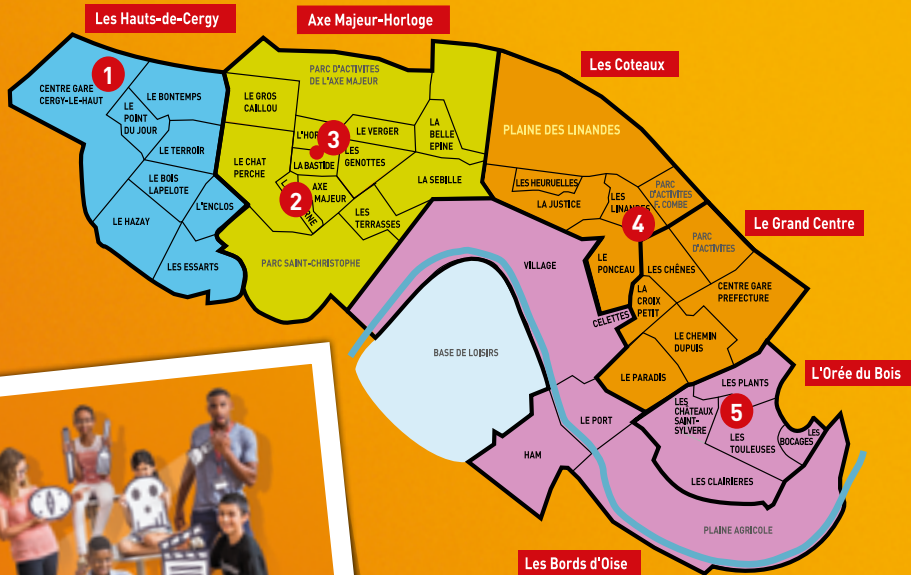 Les Hauts-de-Cergy
Axe Majeur-Horloge
Les Coteaux
Le Grand Centre
L'Orée du Bois
Les Bords d'Oise
1
CENTRE GARE
CERGY-LE-HAUT
LE BONTEMPS
LE
POINT
DU JOUR
LE TERROIR
LE BOIS
LAPELOTE
L'ENCLOS
LE HAZAY
LES ESSARTS
PARC D'ACTIVITES
DE L'AXE MAJEUR
LE GROS
CAILLOU
L'HOR
3
LE VERGER
LA
BELLE
EPINE
LE CHAT
PERCHE
LA BASTIDE
LES
GENOTTES
LA SEBILLE
2
AXE
MAJEUR
LES
TERRASSES
PARC SAINT-CHRISTOPHE
PLAINE DES LINANDES
LES HEURUELLES
LA JUSTICE
LES
LINANDES
PARC
D'ACTIVITES
F. COMBE
4
LE
PONCEAU
LES CHÊNES
PARC
D'ACTIVITES
CENTRE GARE
PREFECTURE
LA
CROIX
PETIT
LE CHEMIN
DUPUIS
LE PARADIS
VILLAGE
CELETTES
BASE DE LOISIRS
LE PORT
HAM
LES PLANTS
LES
CHÂTEAUX
SAINT-
SYLVERE
5
LES
TOULEUSES
LES
BOCAGES
LES CLAIRIERES
PLAINE AGRICOLE